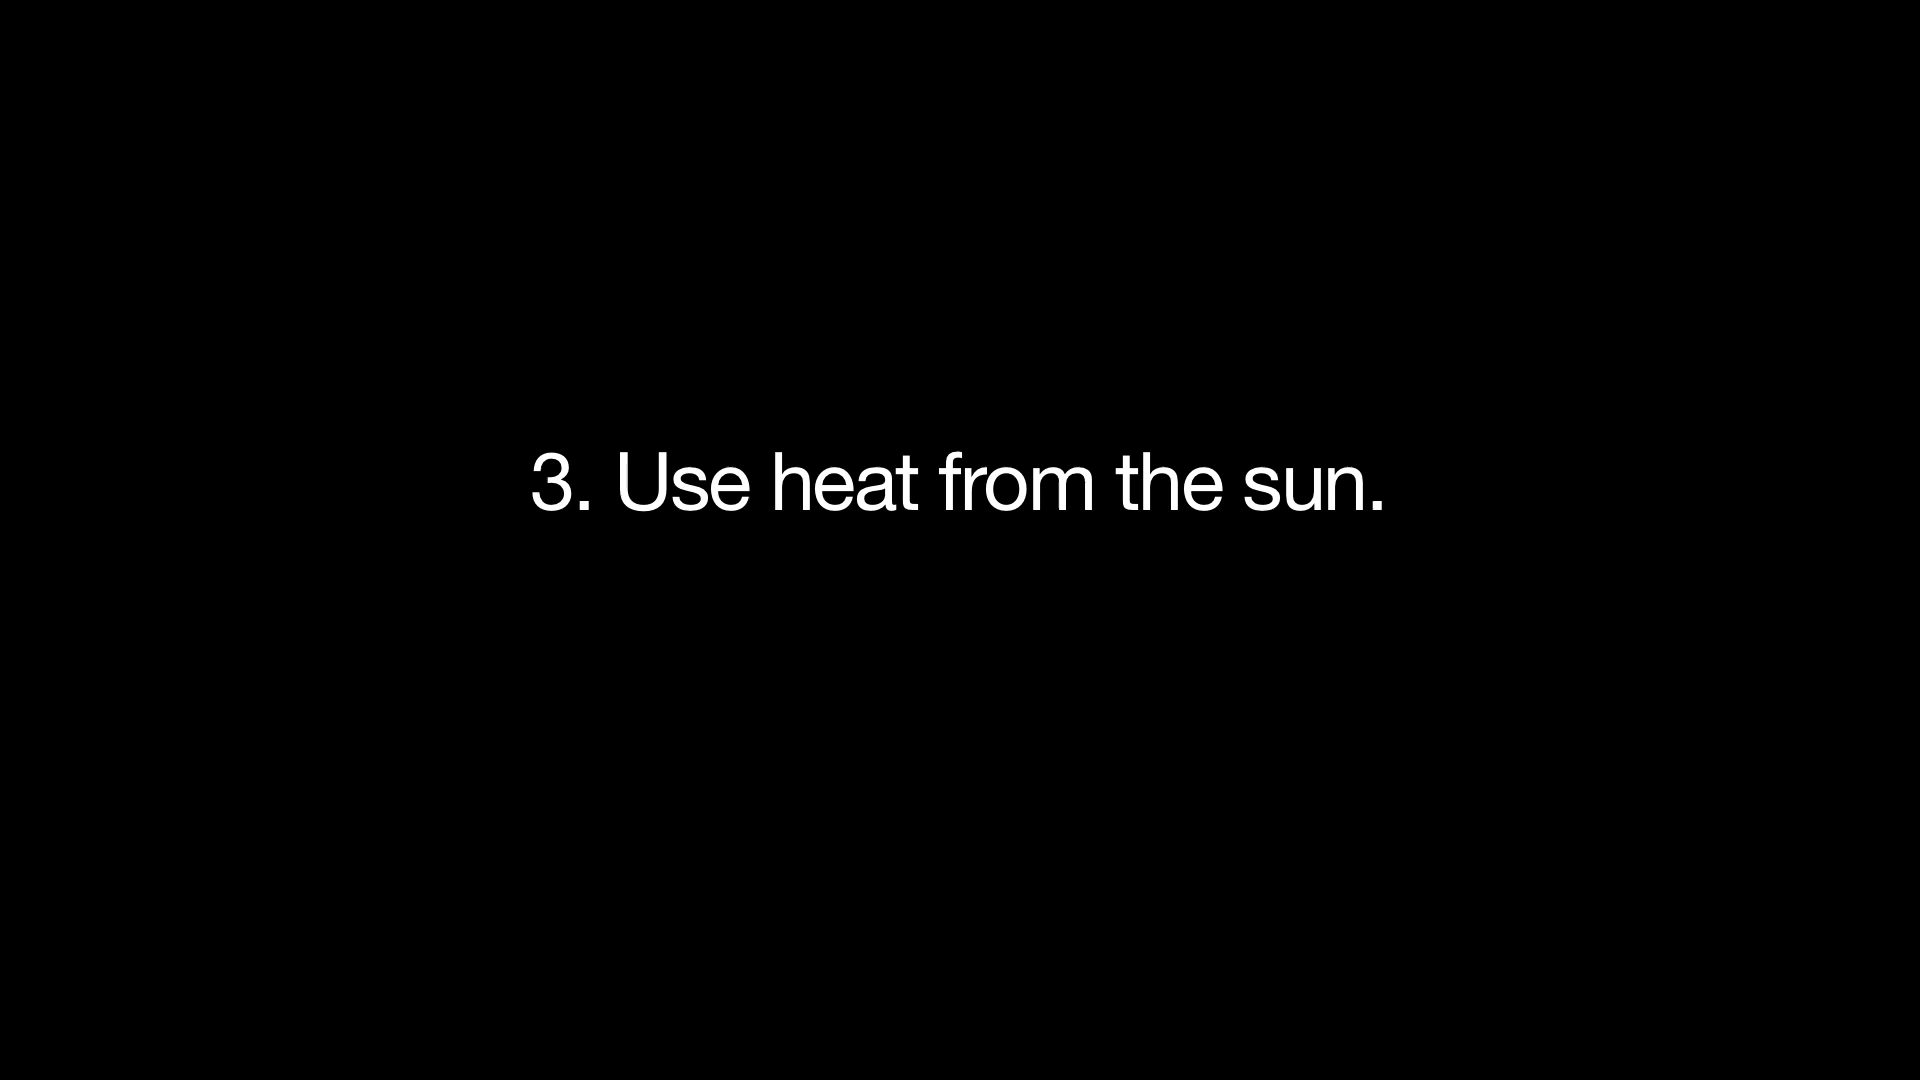 3. Use heat from the sun.